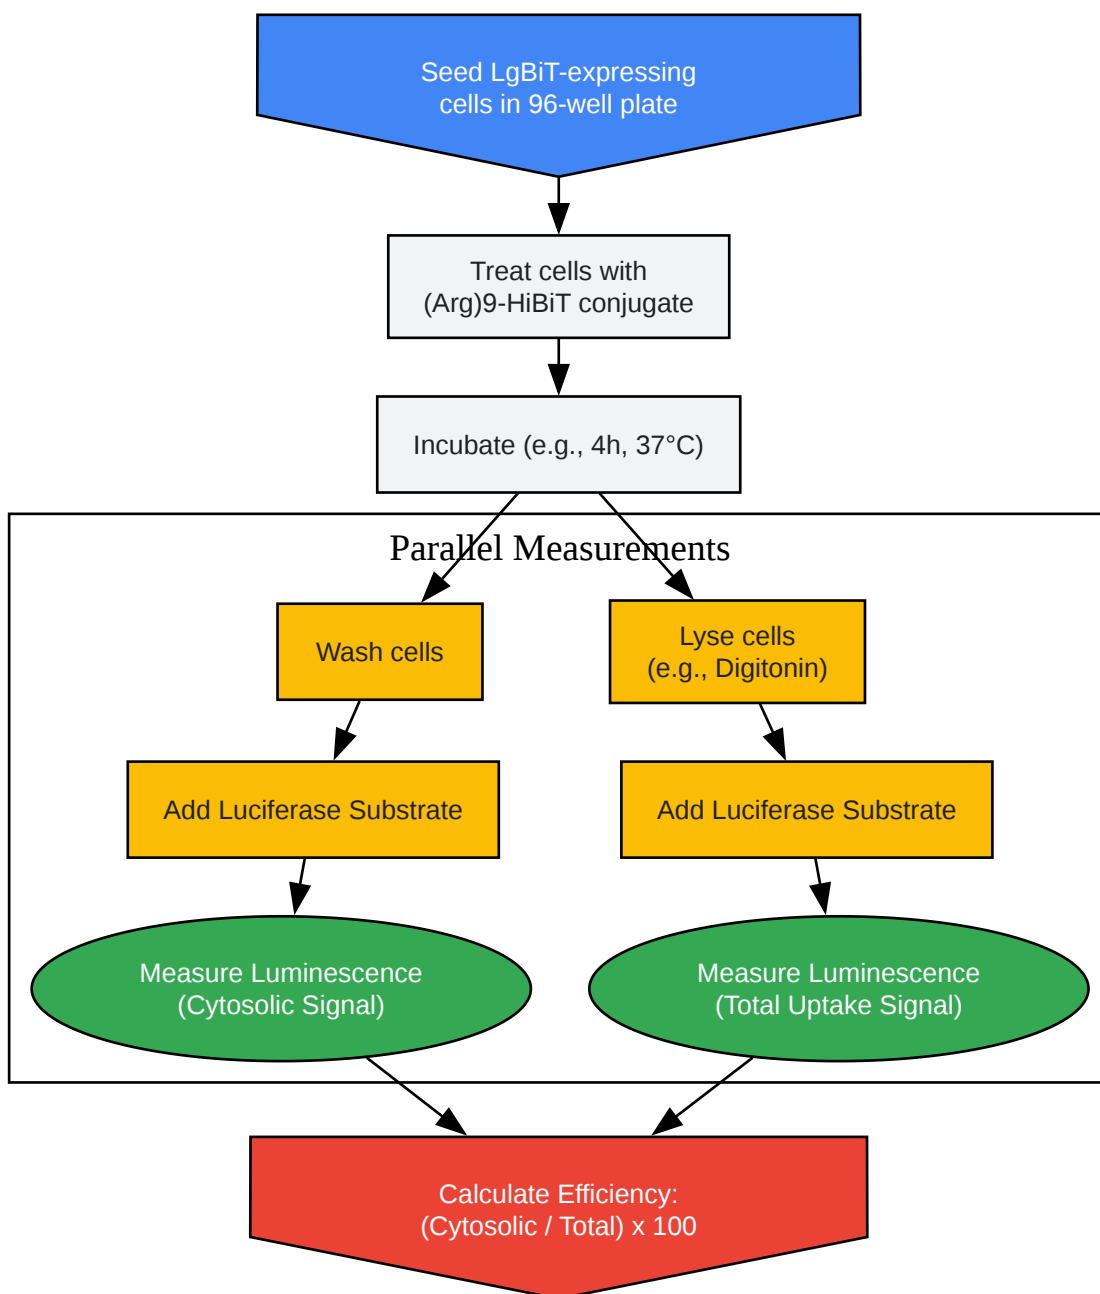 Seed LgBiT-expressing
cells in 96-well plate
Treat cells with
(Arg)9-HiBiT conjugate
Incubate (e.g., 4h, 37°C)
Parallel Measurements
Wash cells
Lyse cells
(e.g., Digitonin)
Add Luciferase Substrate
Add Luciferase Substrate
Measure Luminescence
(Cytosolic Signal)
Measure Luminescence
(Total Uptake Signal)
Calculate Efficiency:
(Cytosolic / Total) x 100